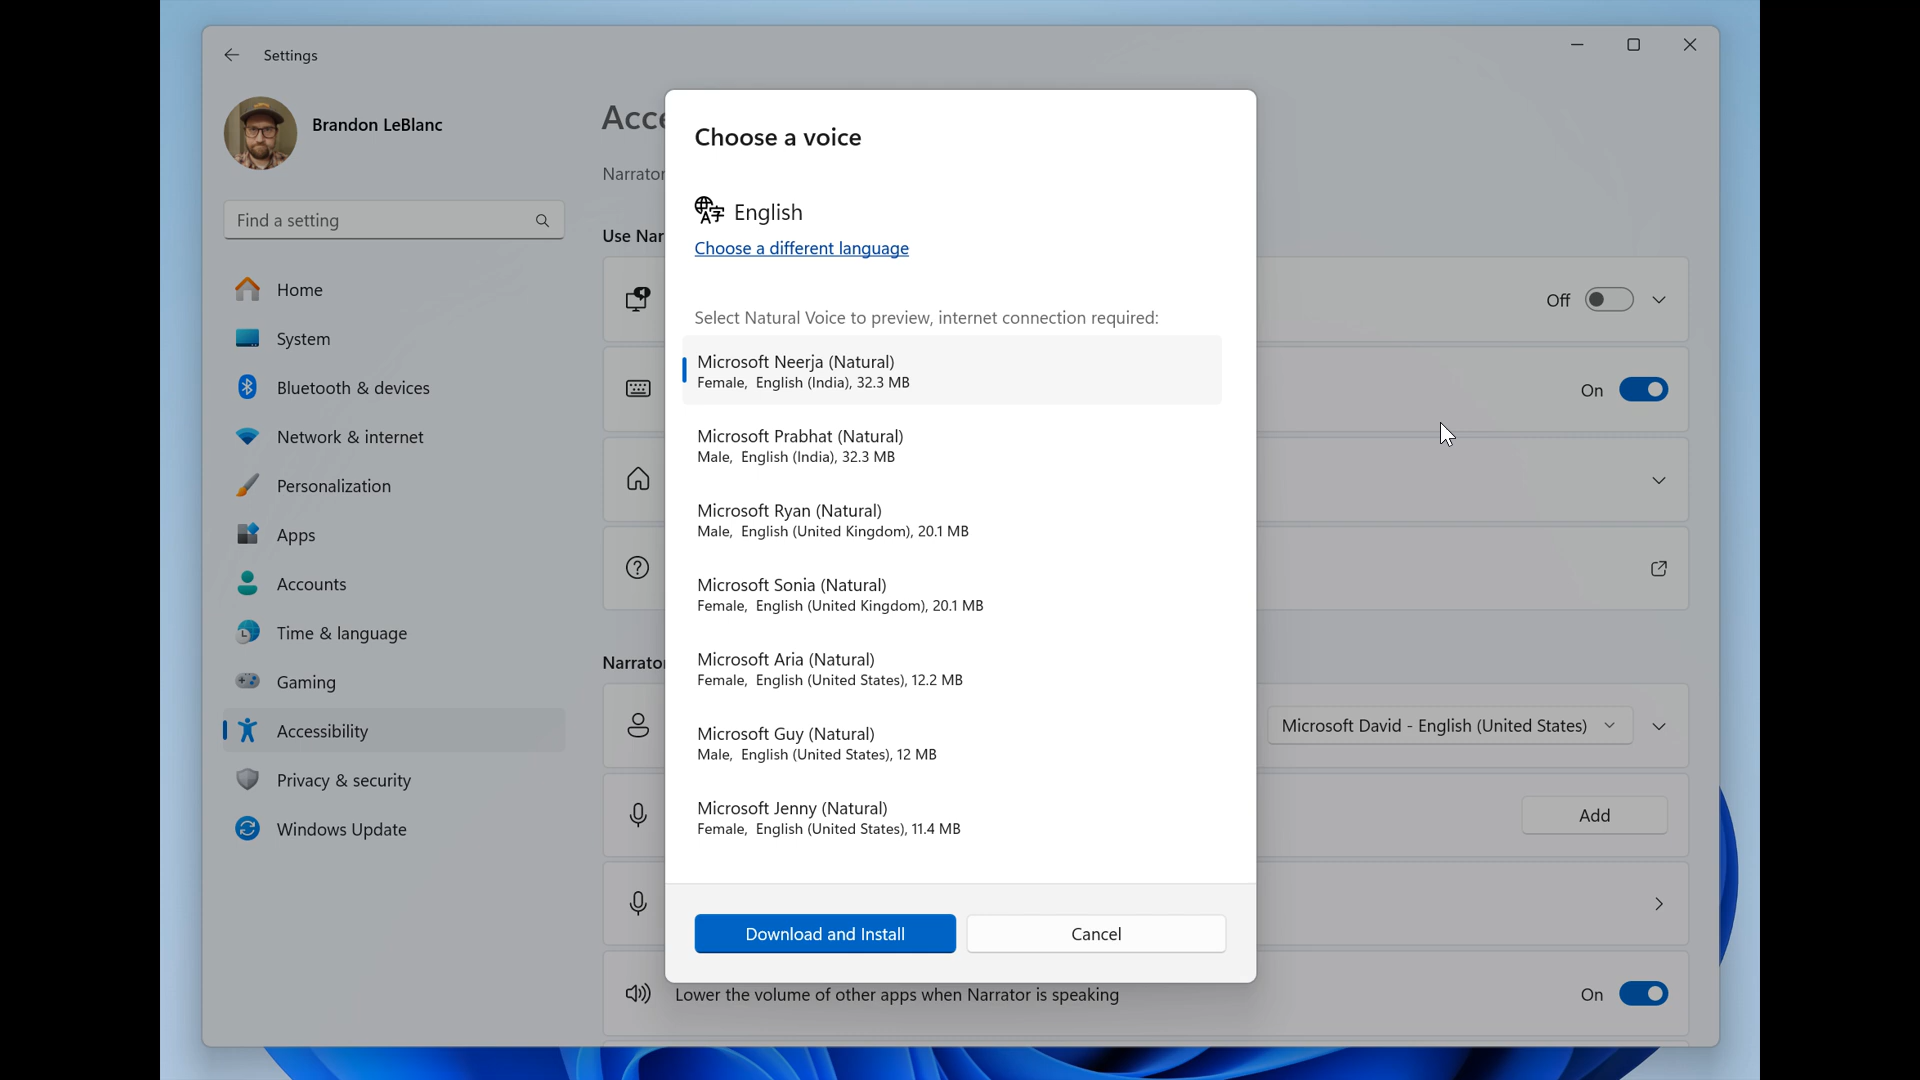 Settings
Brandon LeBlanc
Find a setting
Home
System
Bluetooth & devices
Network & internet
Personalization
Apps
Accounts
Time & language
Gaming
Accessibility
Privacy & security
Windows Update
Acce
Narrator
Use Nar
Off
On
Narrator
Microsoft David - English (United States)
Add
Lower the volume of other apps when Narrator is speaking
On
Choose a voice
English
Choose a different language
Select Natural Voice to preview, internet connection required:
Microsoft Neerja (Natural)
Female, English (India), 32.3 MB
Microsoft Prabhat (Natural)
Male, English (India), 32.3 MB
Microsoft Ryan (Natural)
Male, English (United Kingdom), 20.1 MB
Microsoft Sonia (Natural)
Female, English (United Kingdom), 20.1 MB
Microsoft Aria (Natural)
Female, English (United States), 12.2 MB
Microsoft Guy (Natural)
Male, English (United States), 12 MB
Microsoft Jenny (Natural)
Female, English (United States), 11.4 MB
Download and Install
Cancel